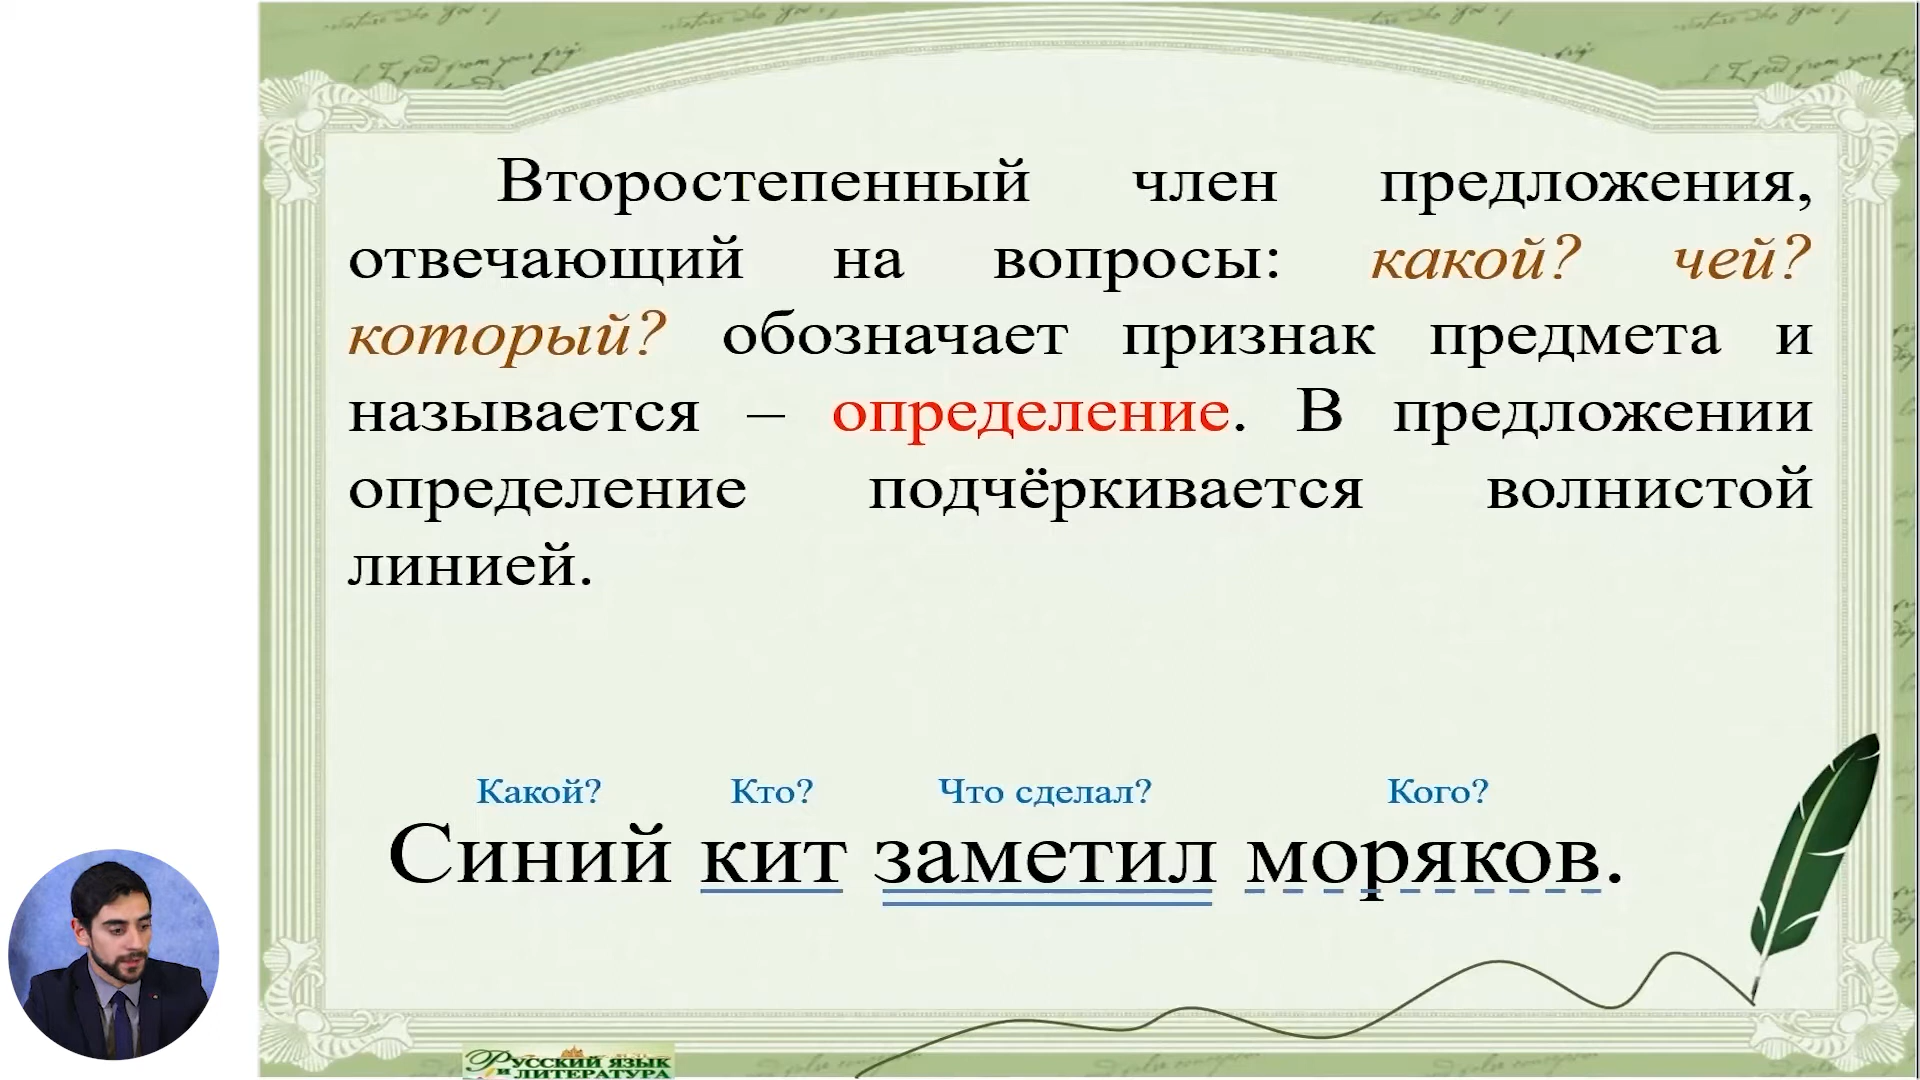 Второстепенный член предложения,
отвечающий на вопросы: какой? чей?
который? обозначает признак предмета и
называется – определение. В предложении
определение подчёркивается волнистой
линией.
Какой? Кто? Что сделал? Кого?
Синий кит заметил моряков.
Русский язык
и литература